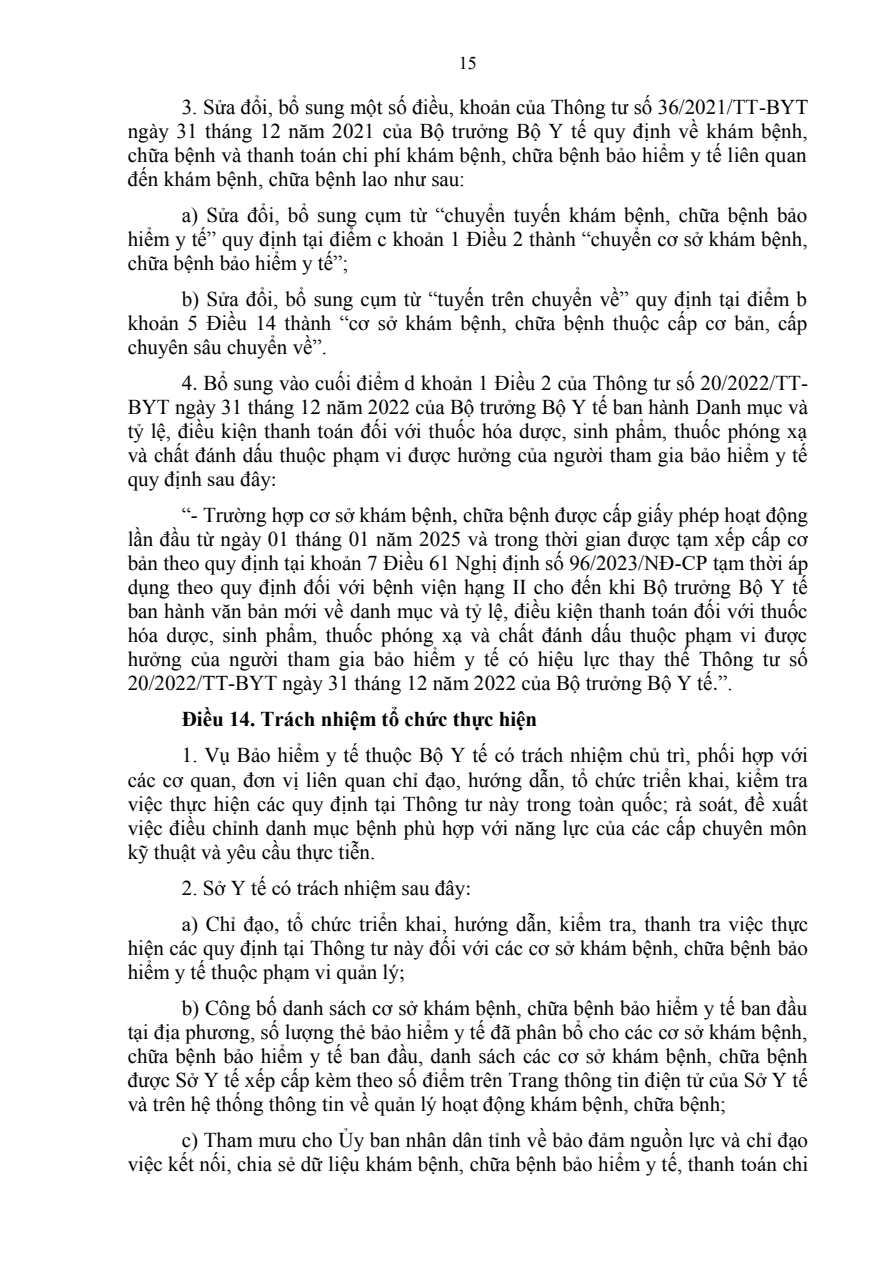 15
3. Sửa đổi, bổ sung một số điều, khoản của Thông tư số 36/2021/TT-BYT
ngày 31 tháng 12 năm 2021 của Bộ trưởng Bộ Y tế quy định về khám bệnh,
chữa bệnh và thanh toán chi phí khám bệnh, chữa bệnh bảo hiểm y tế liên quan
đến khám bệnh, chữa bệnh lao như sau:
a) Sửa đổi, bổ sung cụm từ “chuyển tuyến khám bệnh, chữa bệnh bảo
hiểm y tế” quy định tại điểm c khoản 1 Điều 2 thành “chuyển cơ sở khám bệnh,
chữa bệnh bảo hiểm y tế”;
b) Sửa đổi, bổ sung cụm từ “tuyến trên chuyển về” quy định tại điểm b
khoản 5 Điều 14 thành “cơ sở khám bệnh, chữa bệnh thuộc cấp cơ bản, cấp
chuyên sâu chuyển về”.
4. Bổ sung vào cuối điểm d khoản 1 Điều 2 của Thông tư số 20/2022/TT-
BYT ngày 31 tháng 12 năm 2022 của Bộ trưởng Bộ Y tế ban hành Danh mục và
tỷ lệ, điều kiện thanh toán đối với thuốc hóa dược, sinh phẩm, thuốc phóng xạ
và chất đánh dấu thuộc phạm vi được hưởng của người tham gia bảo hiểm y tế
quy định sau đây:
“- Trường hợp cơ sở khám bệnh, chữa bệnh được cấp giấy phép hoạt động
lần đầu từ ngày 01 tháng 01 năm 2025 và trong thời gian được tạm xếp cấp cơ
bản theo quy định tại khoản 7 Điều 61 Nghị định số 96/2023/NĐ-CP tạm thời áp
dụng theo quy định đối với bệnh viện hạng II cho đến khi Bộ trưởng Bộ Y tế
ban hành văn bản mới về danh mục và tỷ lệ, điều kiện thanh toán đối với thuốc
hóa dược, sinh phẩm, thuốc phóng xạ và chất đánh dấu thuộc phạm vi được
hưởng của người tham gia bảo hiểm y tế có hiệu lực thay thế Thông tư số
20/2022/TT-BYT ngày 31 tháng 12 năm 2022 của Bộ trưởng Bộ Y tế.”.
Điều 14. Trách nhiệm tổ chức thực hiện
1. Vụ Bảo hiểm y tế thuộc Bộ Y tế có trách nhiệm chủ trì, phối hợp với
các cơ quan, đơn vị liên quan chỉ đạo, hướng dẫn, tổ chức triển khai, kiểm tra
việc thực hiện các quy định tại Thông tư này trong toàn quốc; rà soát, đề xuất
việc điều chỉnh danh mục bệnh phù hợp với năng lực của các cấp chuyên môn
kỹ thuật và yêu cầu thực tiễn.
2. Sở Y tế có trách nhiệm sau đây:
a) Chỉ đạo, tổ chức triển khai, hướng dẫn, kiểm tra, thanh tra việc thực
hiện các quy định tại Thông tư này đối với các cơ sở khám bệnh, chữa bệnh bảo
hiểm y tế thuộc phạm vi quản lý;
b) Công bố danh sách cơ sở khám bệnh, chữa bệnh bảo hiểm y tế ban đầu
tại địa phương, số lượng thẻ bảo hiểm y tế đã phân bổ cho các cơ sở khám bệnh,
chữa bệnh bảo hiểm y tế ban đầu, danh sách các cơ sở khám bệnh, chữa bệnh
được Sở Y tế xếp cấp kèm theo số điểm trên Trang thông tin điện tử của Sở Y tế
và trên hệ thống thông tin về quản lý hoạt động khám bệnh, chữa bệnh;
c) Tham mưu cho Ủy ban nhân dân tỉnh về bảo đảm nguồn lực và chỉ đạo
việc kết nối, chia sẻ dữ liệu khám bệnh, chữa bệnh bảo hiểm y tế, thanh toán chi